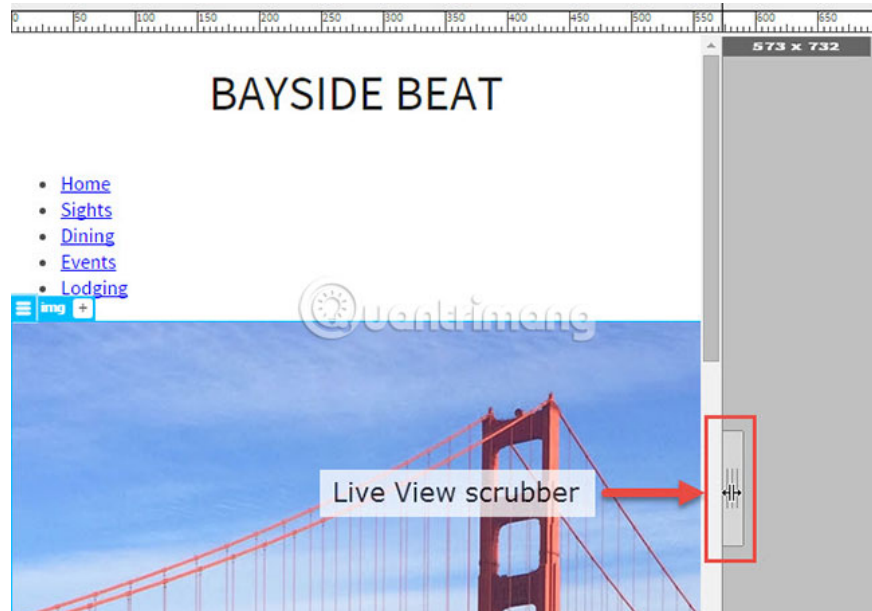 0 50 100 150 200 250 300 350 400 450 500 550 600 650
573 x 732
BAYSIDE BEAT
Home
Sights
Dining
Events
Lodging
img +
Quantrimang
Live View scrubber